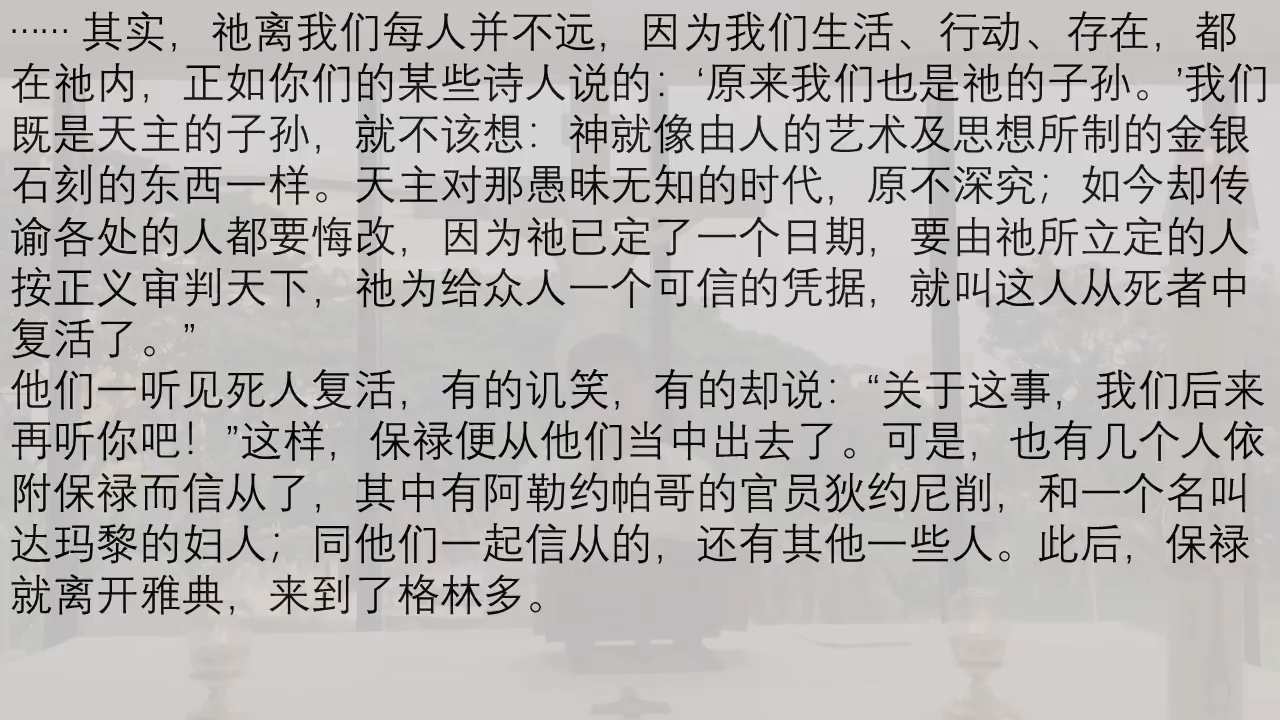 …… 其实，祂离我们每人并不远，因为我们生活、行动、存在，都
在祂内，正如你们的某些诗人说的：‘原来我们也是祂的子孙。’我们
既是天主的子孙，就不该想：神就像由人的艺术及思想所制的金银
石刻的东西一样。天主对那愚昧无知的时代，原不深究；如今却传
谕各处的人都要悔改，因为祂已定了一个日期，要由祂所立定的人
按正义审判天下，祂为给众人一个可信的凭据，就叫这人从死者中
复活了。”
他们一听见死人复活，有的讥笑，有的却说：“关于这事，我们后来
再听你吧！”这样，保禄便从他们当中出去了。可是，也有几个人依
附保禄而信从了，其中有阿勒约帕哥的官员狄约尼削，和一个名叫
达玛黎的妇人；同他们一起信从的，还有其他一些人。此后，保禄
就离开雅典，来到了格林多。